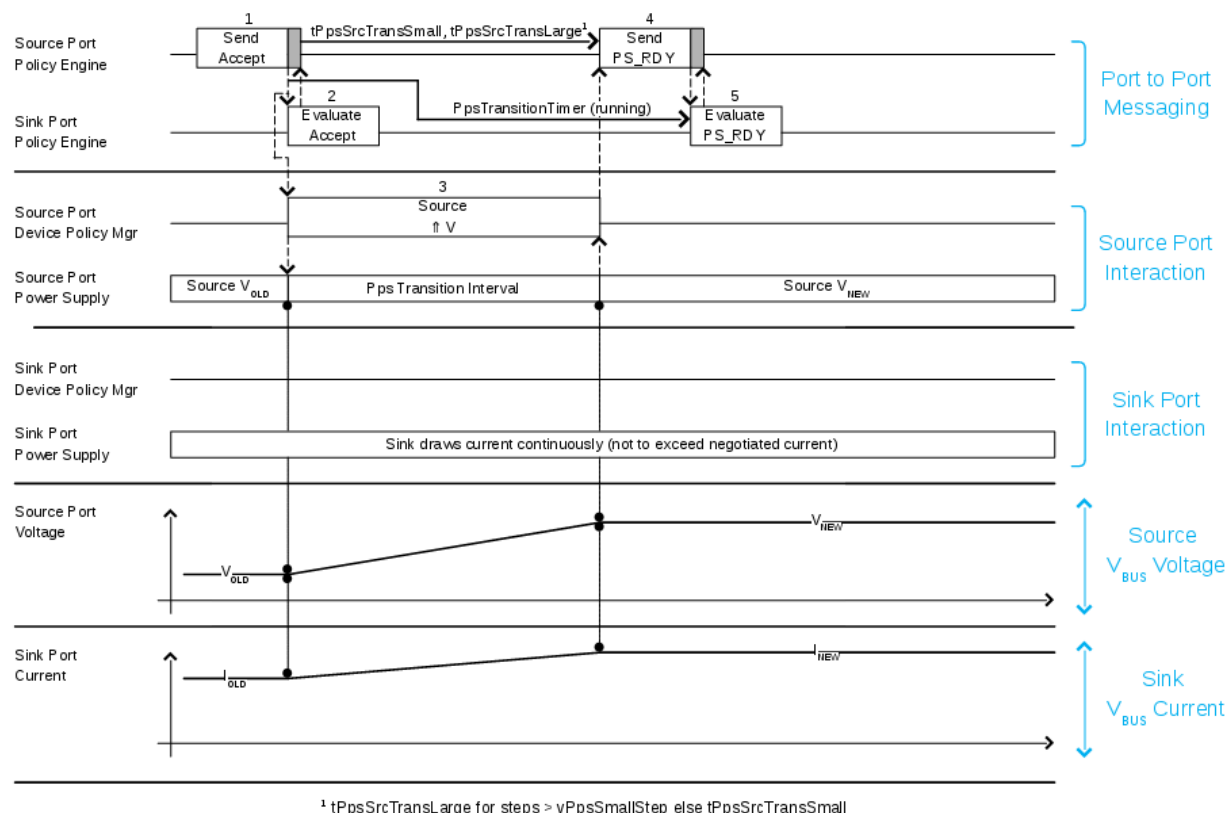 1
4
tPpsSrcTransSmall, tPpsSrcTransLarge¹
Source Port
Policy Engine
Send
Accept
Send
PS_RDY
Port to Port
Messaging
2
5
PpsTransitionTimer (running)
Sink Port
Policy Engine
Evaluate
Accept
Evaluate
PS_RDY
3
Source Port
Device Policy Mgr
Source
⇑ V
Source Port
Interaction
Source Port
Power Supply
Source V_OLD
Pps Transition Interval
Source V_NEW
Sink Port
Device Policy Mgr
Sink Port
Interaction
Sink Port
Power Supply
Sink draws current continuously (not to exceed negotiated current)
Source Port
Voltage
V_NEW
V_OLD
Source
V_BUS Voltage
Sink Port
Current
I_NEW
I_OLD
Sink
V_BUS Current
¹ tPpsSrcTransLarge for steps > vPpsSmallStep else tPpsSrcTransSmall